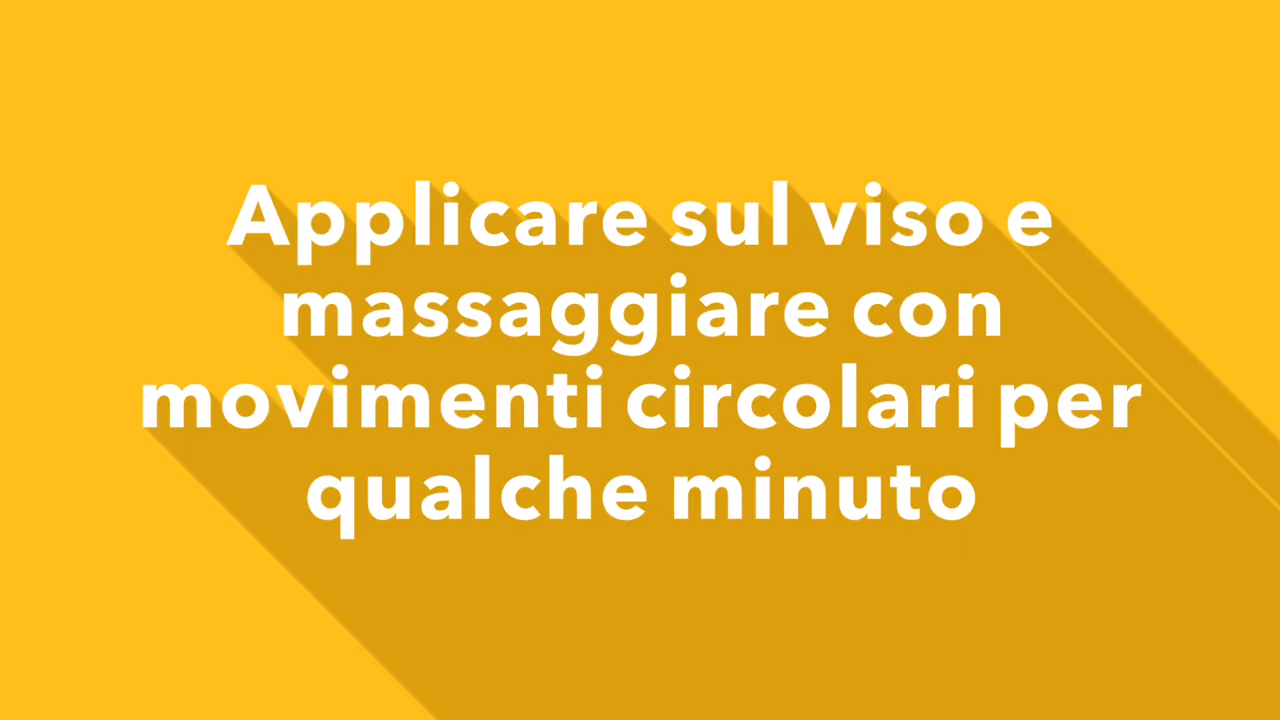 Applicare sul viso e
massaggiare con
movimenti circolari per
qualche minuto